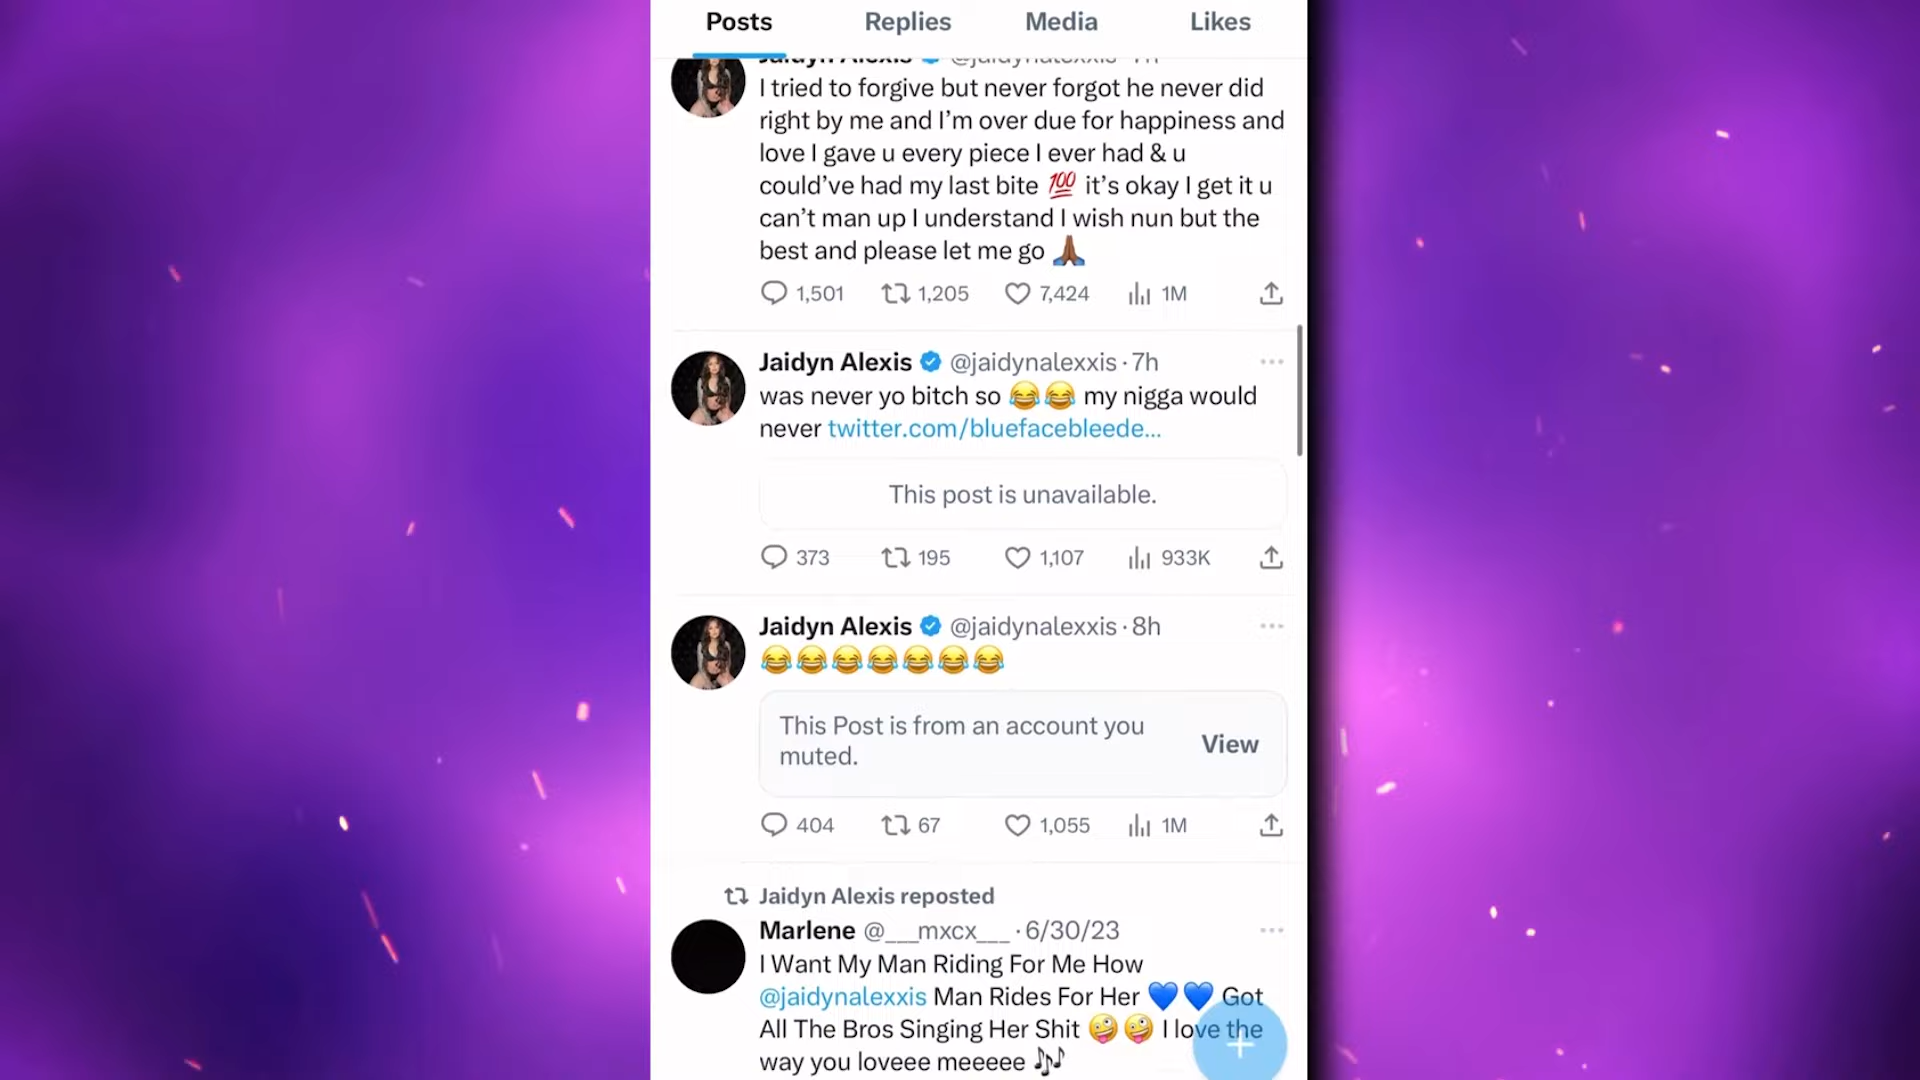 Posts Replies Media Likes
Jaidyn Alexis @jaidynalexxis
I tried to forgive but never forgot he never did
right by me and I’m over due for happiness and
love I gave u every piece I ever had & u
could’ve had my last bite 💯 it’s okay I get it u
can’t man up I understand I wish nun but the
best and please let me go 🙏🏾
1,501 1,205 7,424 1M
Jaidyn Alexis @jaidynalexxis · 7h
was never yo bitch so 😂😂 my nigga would
never twitter.com/bluefacebleede...
This post is unavailable.
373 195 1,107 933K
Jaidyn Alexis @jaidynalexxis · 8h
😂😂😂😂😂😂😂
This Post is from an account you
muted.
View
404 67 1,055 1M
Jaidyn Alexis reposted
Marlene @___mxcx___ · 6/30/23
I Want My Man Riding For Me How
@jaidynalexxis Man Rides For Her 💙💙 Got
All The Bros Singing Her Shit 🤪🤪 I love the
way you loveee meeeee 🎶